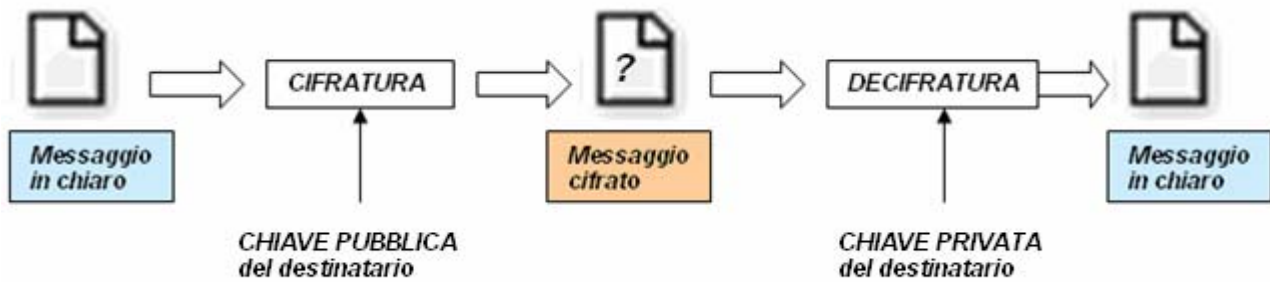 CIFRATURA
?
DECIFRATURA
Messaggio
in chiaro
Messaggio
cifrato
Messaggio
in chiaro
CHIAVE PUBBLICA
del destinatario
CHIAVE PRIVATA
del destinatario